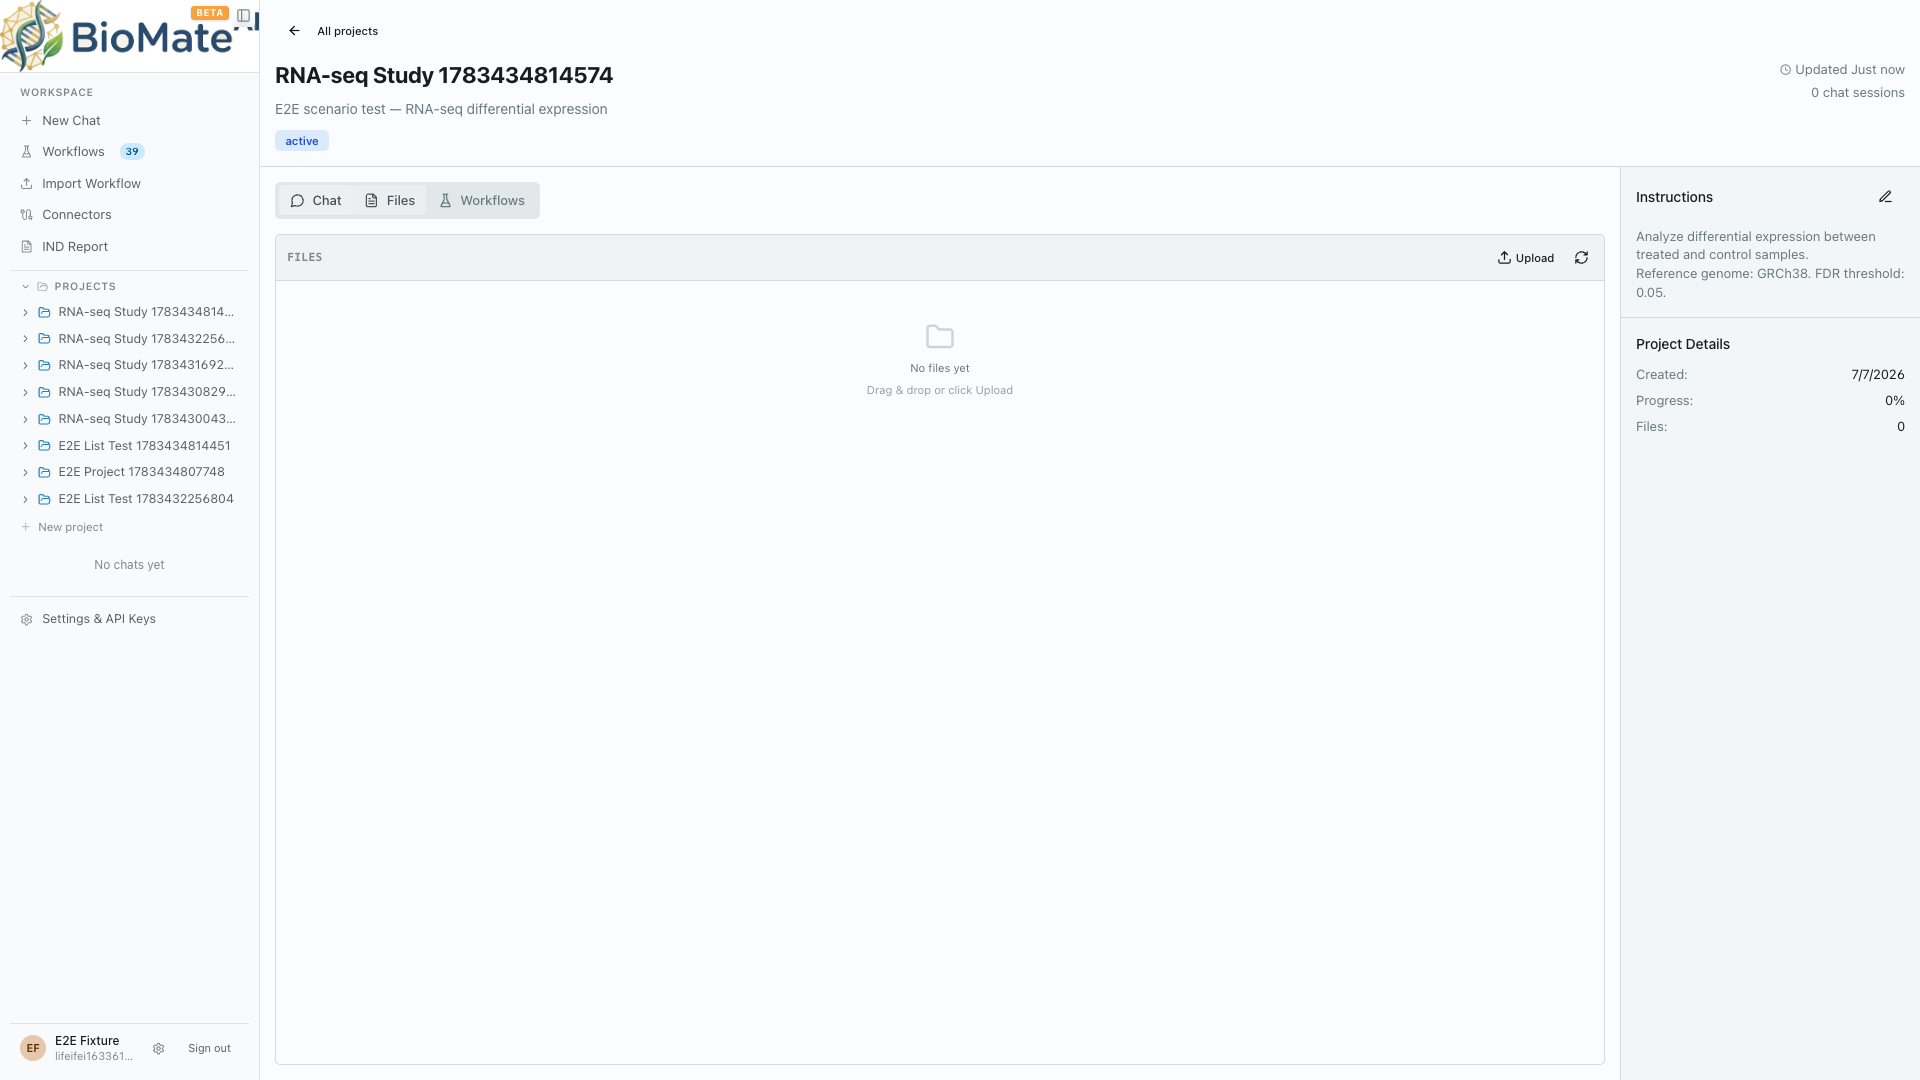 BioMate
BETA
WORKSPACE
New Chat
Workflows 39
Import Workflow
Connectors
IND Report
PROJECTS
RNA-seq Study 1783434814...
RNA-seq Study 1783432256...
RNA-seq Study 1783431692...
RNA-seq Study 1783430829...
RNA-seq Study 1783430043...
E2E List Test 1783434814451
E2E Project 1783434807748
E2E List Test 1783432256804
New project
No chats yet
Settings & API Keys
EF
E2E Fixture
lifeifei163361...
Sign out
All projects
RNA-seq Study 1783434814574
E2E scenario test — RNA-seq differential expression
active
Updated Just now
0 chat sessions
Chat Files Workflows
FILES
Upload
No files yet
Drag & drop or click Upload
Instructions
Analyze differential expression between
treated and control samples.
Reference genome: GRCh38. FDR threshold:
0.05.
Project Details
Created: 7/7/2026
Progress: 0%
Files: 0